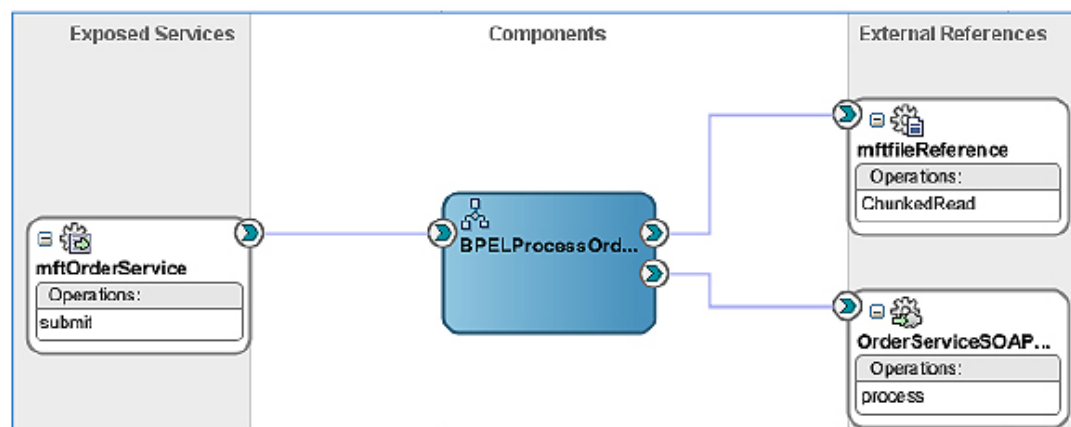 Exposed Services
Components
External References
mftOrderService
Operations:
submit
BPELProcessOrd...
mftfileReference
Operations:
ChunkedRead
OrderServiceSOAP...
Operations:
process